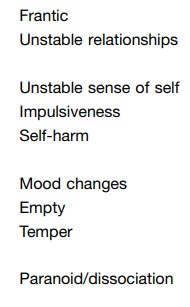 Frantic
Unstable relationships
Unstable sense of self
Impulsiveness
Self-harm
Mood changes
Empty
Temper
Paranoid/dissociation